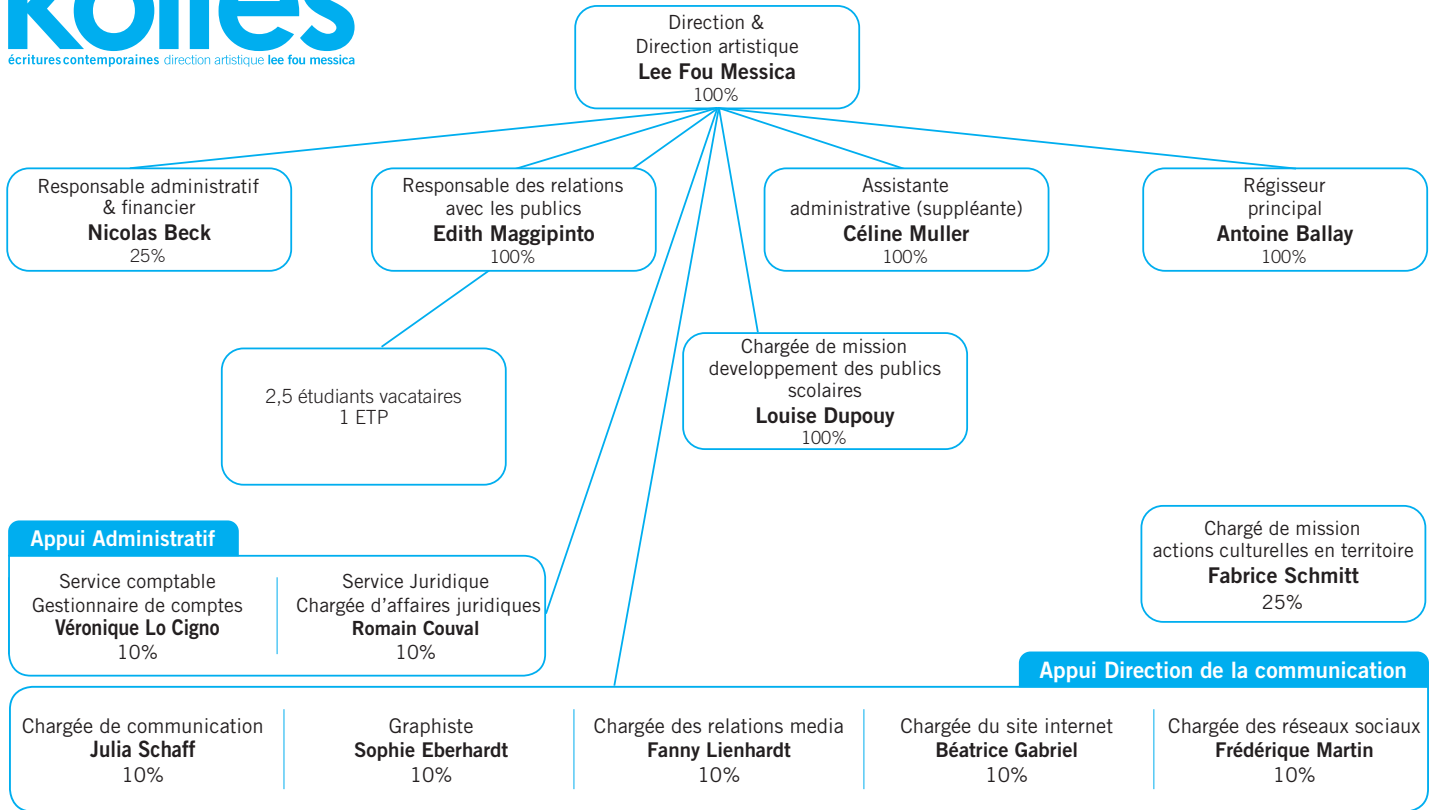 kolles
écritures contemporaines direction artistique lee fou messica
Direction &
Direction artistique
Lee Fou Messica
100%
Responsable administratif
& financier
Nicolas Beck
25%
Responsable des relations
avec les publics
Edith Maggipinto
100%
Assistante
administrative (suppléante)
Céline Muller
100%
Régisseur
principal
Antoine Ballay
100%
2,5 étudiants vacataires
1 ETP
Chargée de mission
developpement des publics
scolaires
Louise Dupouy
100%
Chargé de mission
actions culturelles en territoire
Fabrice Schmitt
25%
Appui Administratif
Service comptable
Gestionnaire de comptes
Véronique Lo Cigno
10%
Service Juridique
Chargée d'affaires juridiques
Romain Couval
10%
Appui Direction de la communication
Chargée de communication
Julia Schaff
10%
Graphiste
Sophie Eberhardt
10%
Chargée des relations media
Fanny Lienhardt
10%
Chargée du site internet
Béatrice Gabriel
10%
Chargée des réseaux sociaux
Frédérique Martin
10%